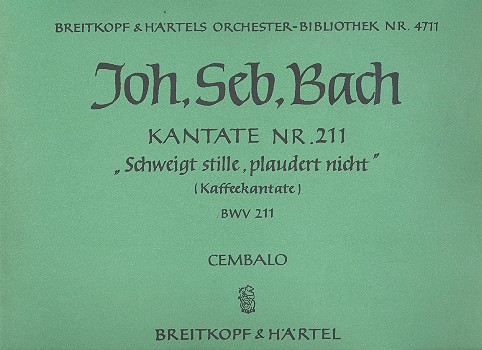 BREITKOPF & HÄRTELS ORCHESTER-BIBLIOTHEK NR. 4711
Joh. Seb. Bach
KANTATE NR. 211
„Schweigt stille, plaudert nicht"
(Kaffeekantate)
BWV 211
CEMBALO
BREITKOPF & HÄRTEL